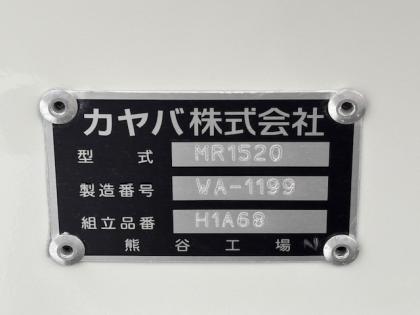 カヤバ株式会社
型式 MR1520
製造番号 VA-1199
組立品番 H1A68
熊谷工場